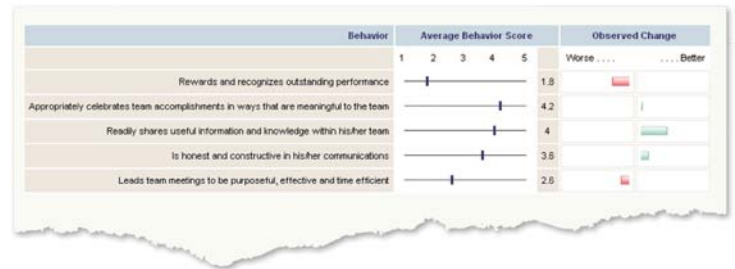 Behavior Average Behavior Score Observed Change
1 2 3 4 5 Worse . . . . . . . . Better
Rewards and recognizes outstanding performance 1.8
Appropriately celebrates team accomplishments in ways that are meaningful to the team 4.2
Readily shares useful information and knowledge within his/her team 4
Is honest and constructive in his/her communications 3.6
Leads team meetings to be purposeful, effective and time efficient 2.6